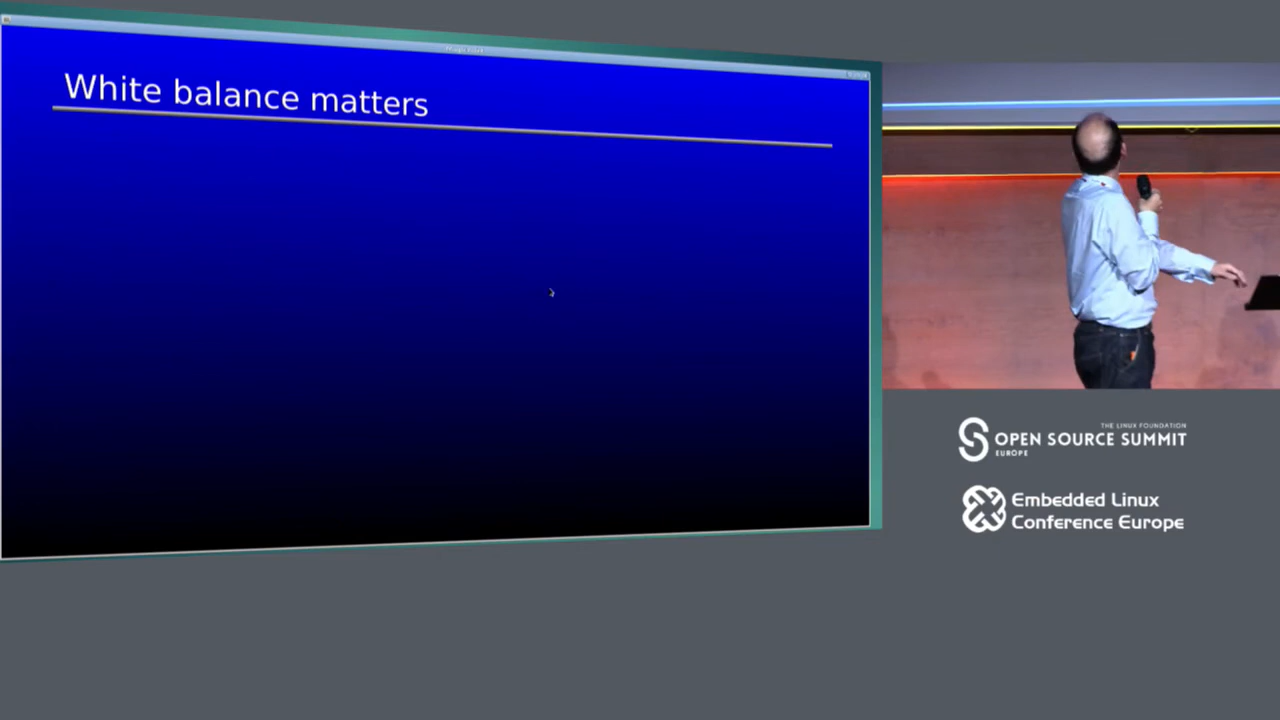 White balance matters
THE LINUX FOUNDATION
OPEN SOURCE SUMMIT
EUROPE
Embedded Linux
Conference Europe